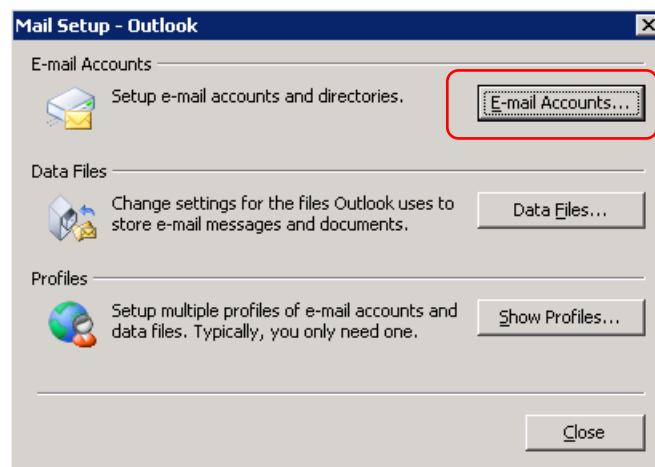 Mail Setup - Outlook
E-mail Accounts
Setup e-mail accounts and directories.
E-mail Accounts...
Data Files
Change settings for the files Outlook uses to
store e-mail messages and documents.
Data Files...
Profiles
Setup multiple profiles of e-mail accounts and
data files. Typically, you only need one.
Show Profiles...
Close